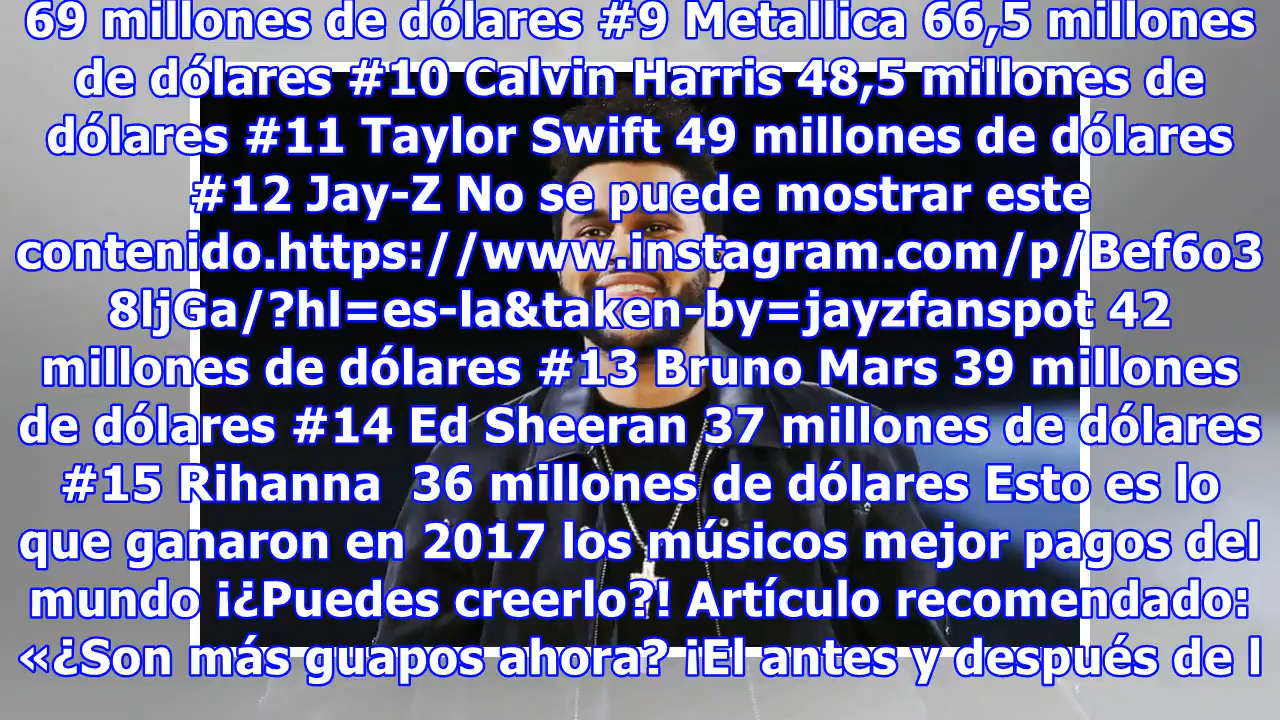 69 millones de dólares #9 Metallica 66,5 millones
de dólares #10 Calvin Harris 48,5 millones de
dólares #11 Taylor Swift 49 millones de dólares
#12 Jay-Z No se puede mostrar este
contenido.https://www.instagram.com/p/Bef6o3
8ljGa/?hl=es-la&taken-by=jayzfanspot 42
millones de dólares #13 Bruno Mars 39 millones
de dólares #14 Ed Sheeran 37 millones de dólares
#15 Rihanna  36 millones de dólares Esto es lo
que ganaron en 2017 los músicos mejor pagos del
mundo ¡¿Puedes creerlo?! Artículo recomendado:
«¿Son más guapos ahora? ¡El antes y después de l